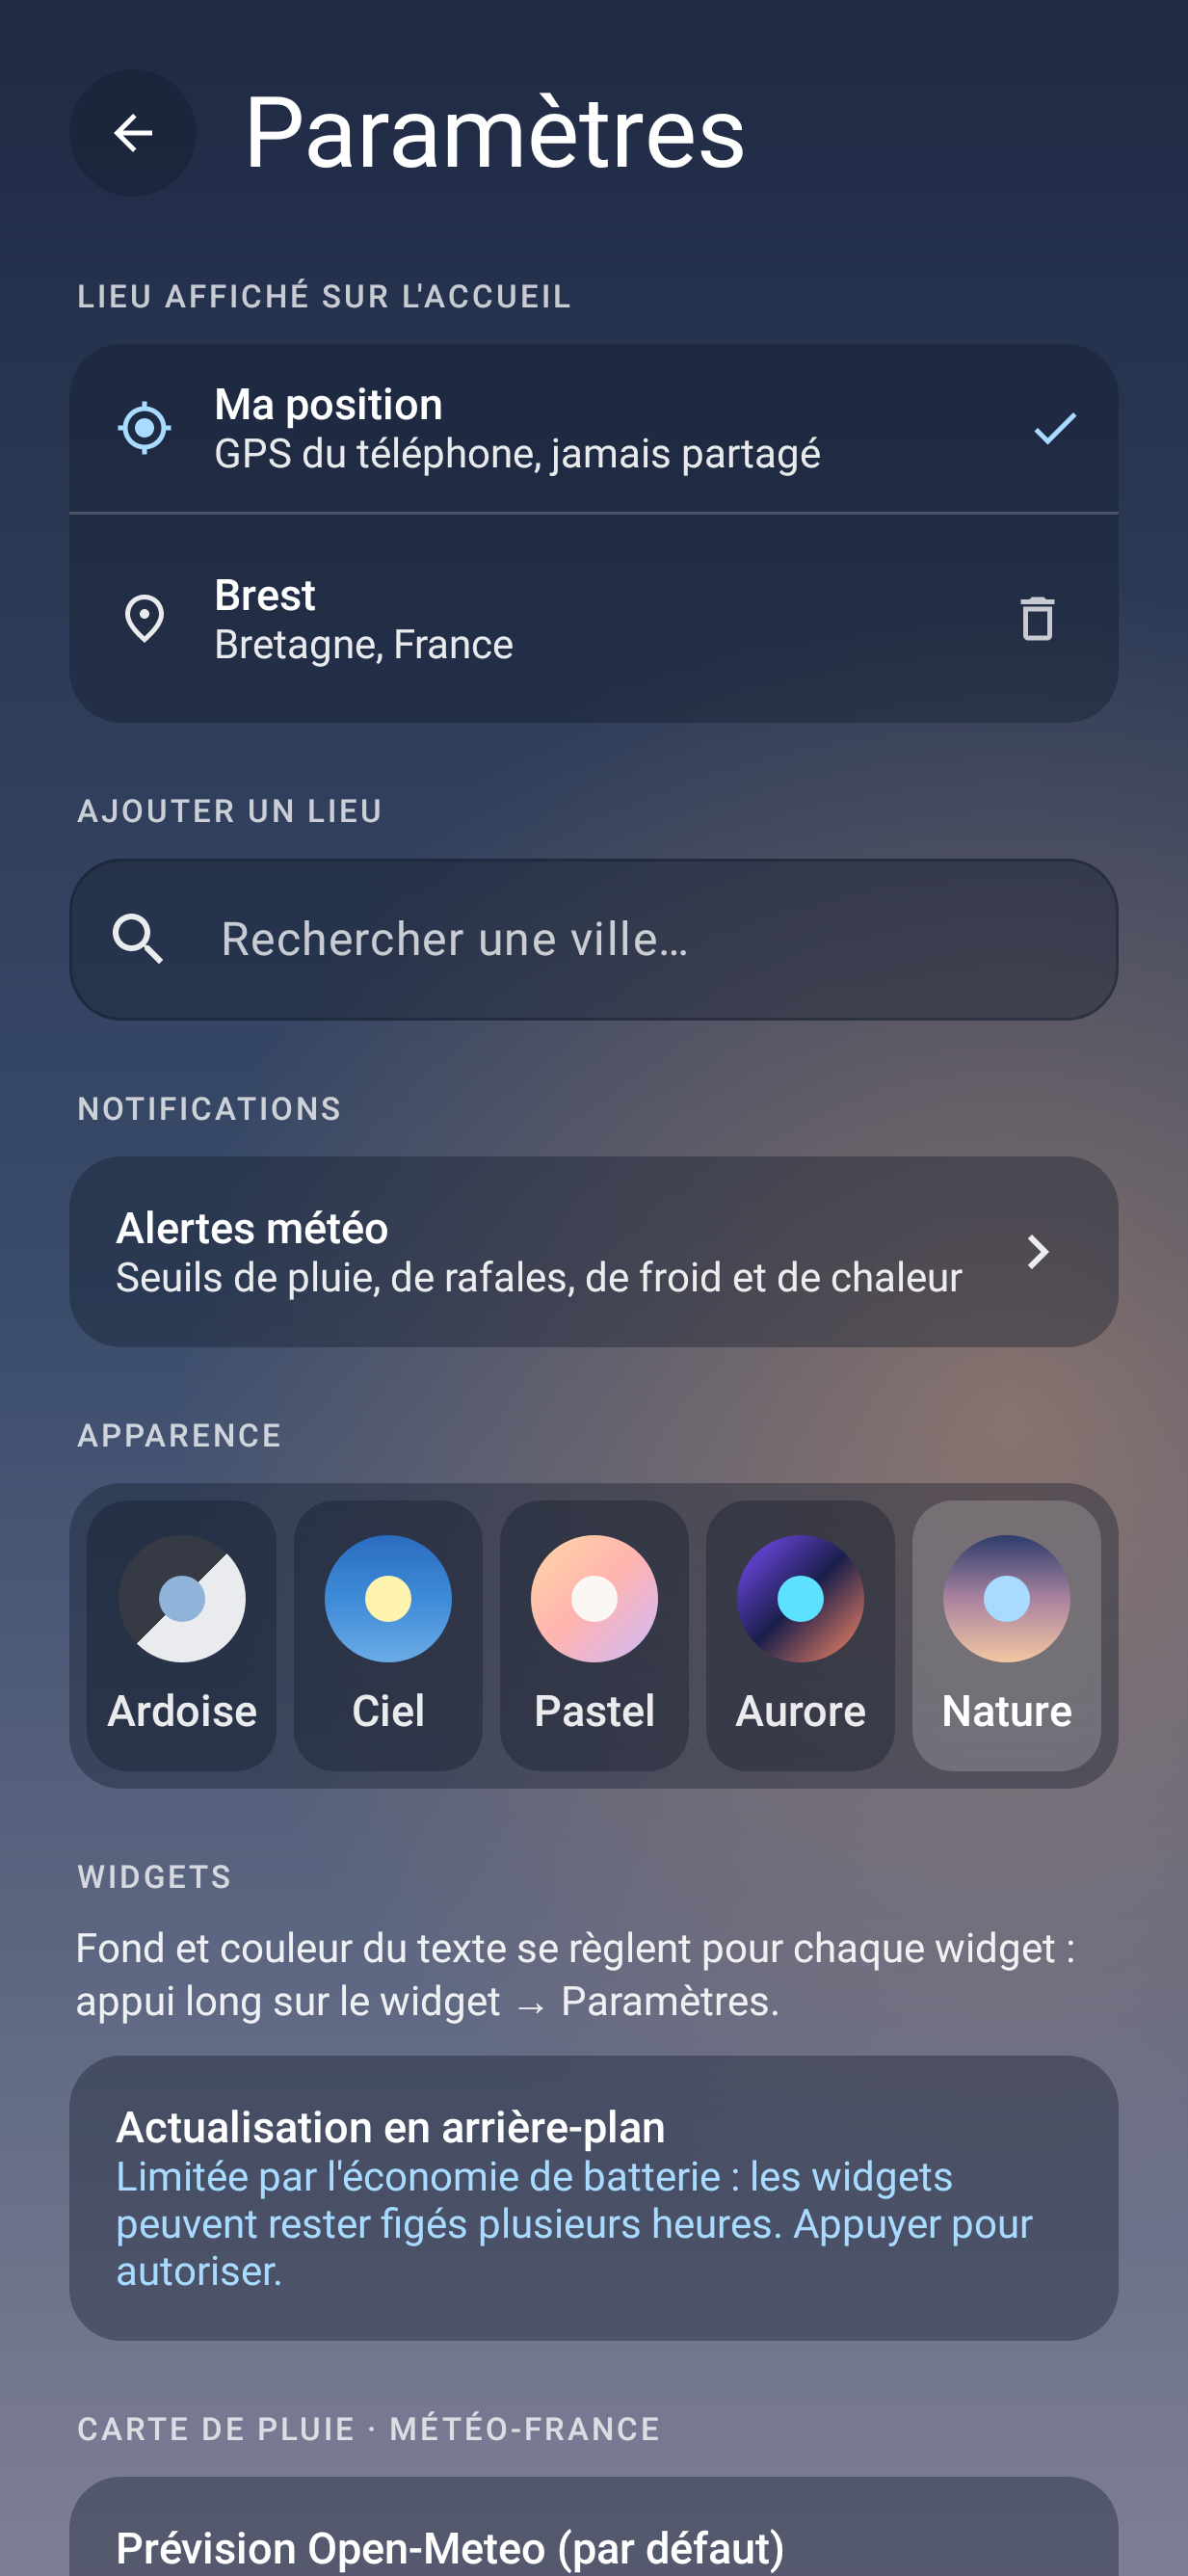 Paramètres
LIEU AFFICHÉ SUR L'ACCUEIL
Ma position
GPS du téléphone, jamais partagé
Brest
Bretagne, France
AJOUTER UN LIEU
Rechercher une ville…
NOTIFICATIONS
Alertes météo
Seuils de pluie, de rafales, de froid et de chaleur
APPARENCE
Ardoise
Ciel
Pastel
Aurore
Nature
WIDGETS
Fond et couleur du texte se règlent pour chaque widget :
appui long sur le widget → Paramètres.
Actualisation en arrière-plan
Limitée par l'économie de batterie : les widgets
peuvent rester figés plusieurs heures. Appuyer pour
autoriser.
CARTE DE PLUIE · MÉTÉO-FRANCE
Prévision Open-Meteo (par défaut)